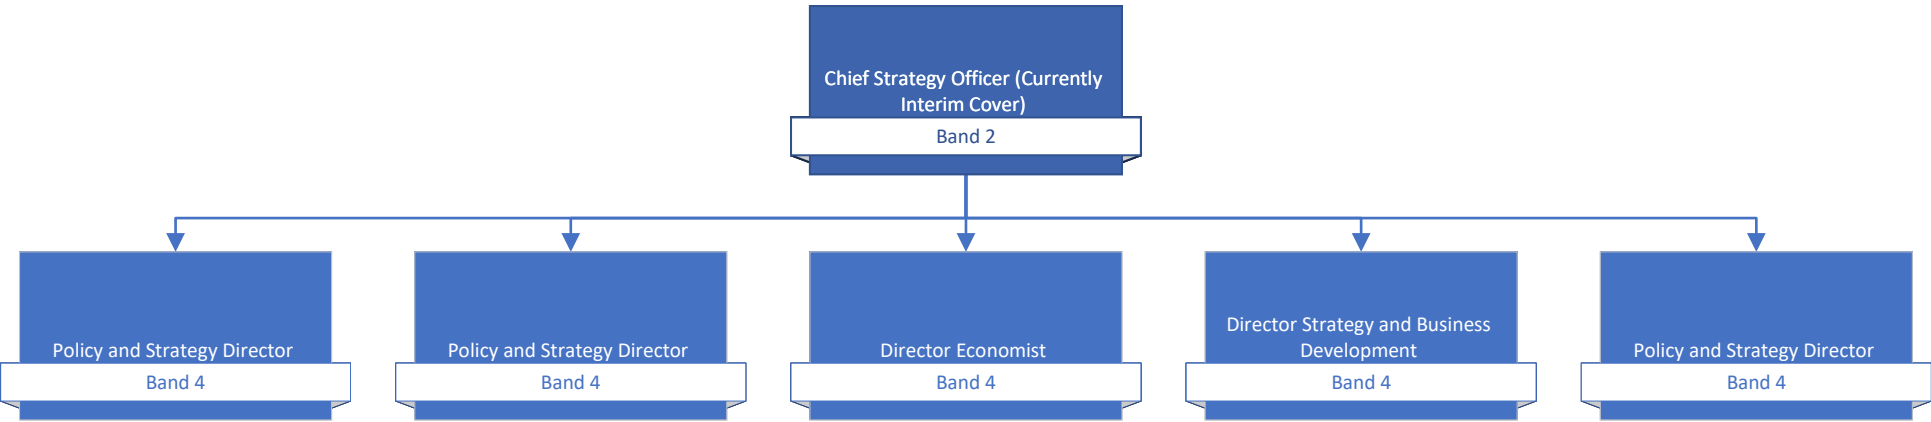 Chief Strategy Officer (Currently
Interim Cover)
Band 2
Policy and Strategy Director
Band 4
Policy and Strategy Director
Band 4
Director Economist
Band 4
Director Strategy and Business
Development
Band 4
Policy and Strategy Director
Band 4